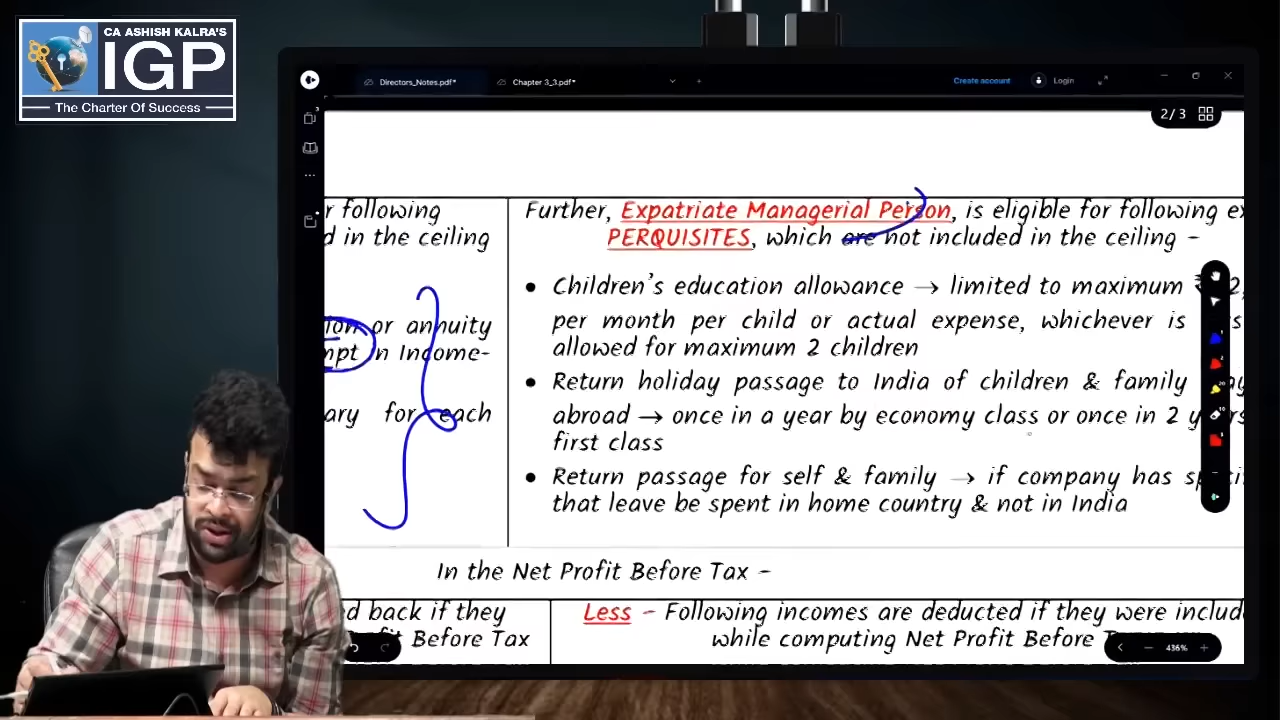 CA ASHISH KALRA'S
IGP
The Charter Of Success
Directors_Notes.pdf*
Chapter 3_3.pdf*
Create account
Login
2/3
r following
d in the ceiling
or annuity
n Income-
ary for each
Further, Expatriate Managerial Person, is eligible for following
PERQUISITES, which are not included in the ceiling –
• Children's education allowance → limited to maximum
per month per child or actual expense, whichever is
allowed for maximum 2 children
• Return holiday passage to India of children & family
abroad → once in a year by economy class or once in 2
first class
• Return passage for self & family → if company has
that leave be spent in home country & not in India
In the Net Profit Before Tax –
d back if they
Before Tax
Less – Following incomes are deducted if they were
while computing Net Profit Before
436%